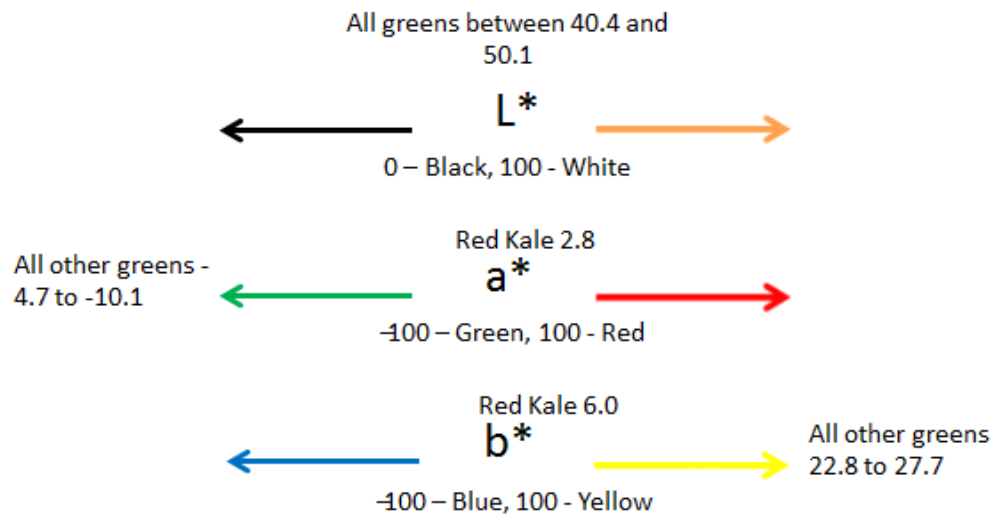 All greens between 40.4 and
50.1
L*
0 – Black, 100 - White
Red Kale 2.8
All other greens -
4.7 to -10.1
a*
–100 – Green, 100 - Red
Red Kale 6.0
b*
All other greens
22.8 to 27.7
–100 – Blue, 100 - Yellow